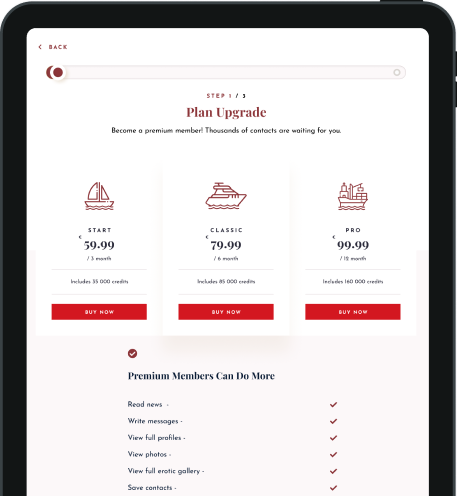 BACK
STEP 1 / 3
Plan Upgrade
Become a premium member! Thousands of contacts are waiting for you.
START
€ 59.99
/ 3 month
Includes 35 000 credits
BUY NOW
CLASSIC
€ 79.99
/ 6 month
Includes 85 000 credits
BUY NOW
PRO
€ 99.99
/ 12 month
Includes 160 000 credits
BUY NOW
Premium Members Can Do More
Read news -
Write messages -
View full profiles -
View photos -
View full erotic gallery -
Save contacts -